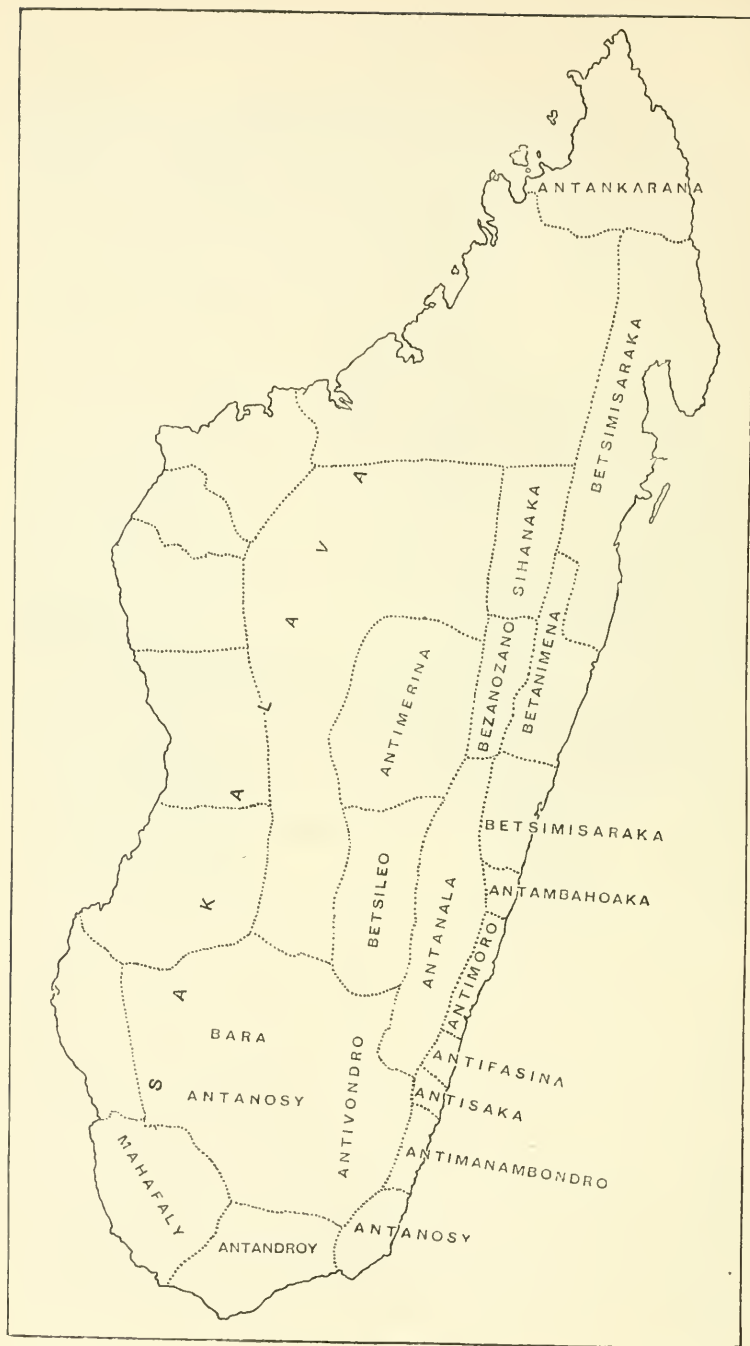 ANTANKARANA
BETSIMISARAKA
SAKALAVA
SIHANAKA
BEZANOZANO
BETANIMENA
ANTIMERINA
BETSIMISARAKA
BETSILEO
ANTANALA
ANTAMBAHOAKA
ANTIMORO
BARA
ANTIVONDRO
ANTIFASINA
ANTANOSY
ANTISAKA
MAHAFALY
ANTIMANAMBONDRO
ANTANOSY
ANTANDROY